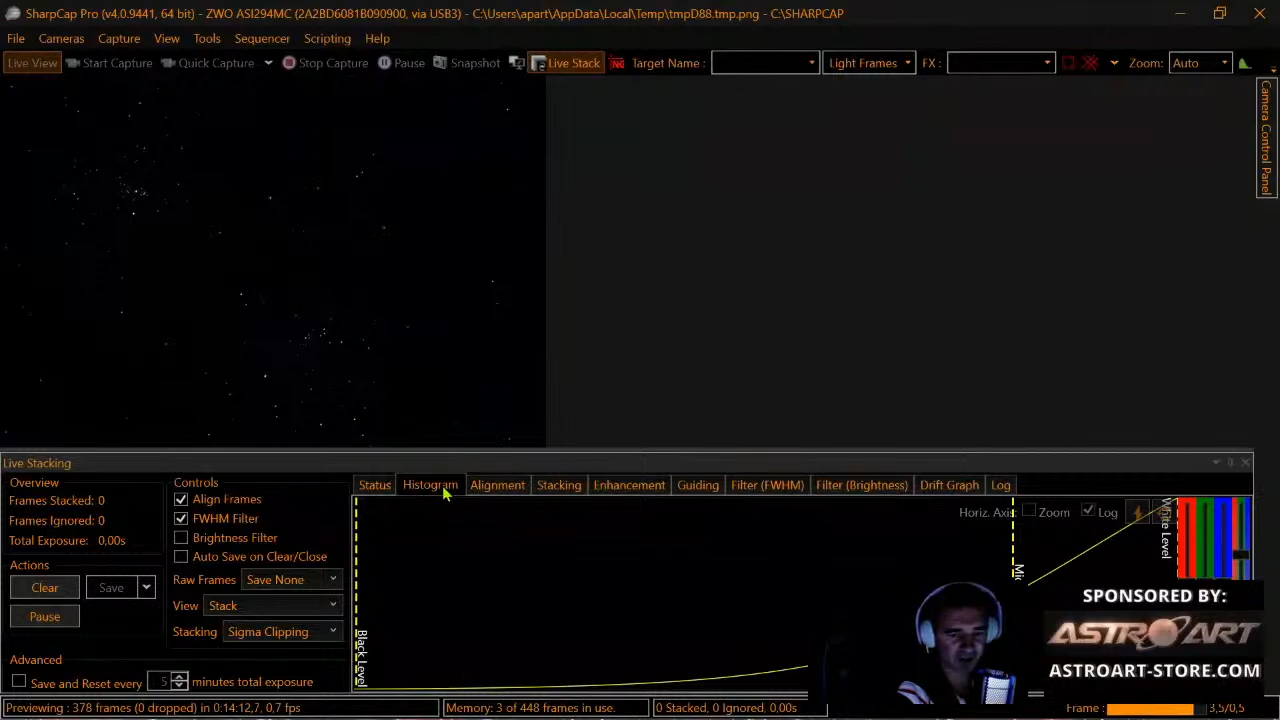 SharpCap Pro (v4.0.9441, 64 bit) - ZWO ASI294MC (2A2BD6081B090900, via USB3) - C:\Users\apart\AppData\Local\Temp\tmpD88.tmp.png - C:\SHARPCAP
File Cameras Capture View Tools Sequencer Scripting Help
Live View Start Capture Quick Capture Stop Capture Pause Snapshot Live Stack Target Name : Light Frames FX : Zoom: Auto
Camera Control Panel
Live Stacking
Overview
Frames Stacked: 0
Frames Ignored: 0
Total Exposure: 0,00s
Actions
Clear Save
Pause
Controls
Align Frames
FWHM Filter
Brightness Filter
Auto Save on Clear/Close
Raw Frames Save None
View Stack
Stacking Sigma Clipping
Advanced
Save and Reset every 5 minutes total exposure
Status Histogram Alignment Stacking Enhancement Guiding Filter (FWHM) Filter (Brightness) Drift Graph Log
Horiz. Axis: Zoom Log
Black Level
White Level
SPONSORED BY:
ASTROART
ASTROART-STORE.COM
Previewing : 378 frames (0 dropped) in 0:14:12,7, 0,7 fps Memory: 3 of 448 frames in use. 0 Stacked, 0 Ignored, 0,00s Frame : 3,5/0,5